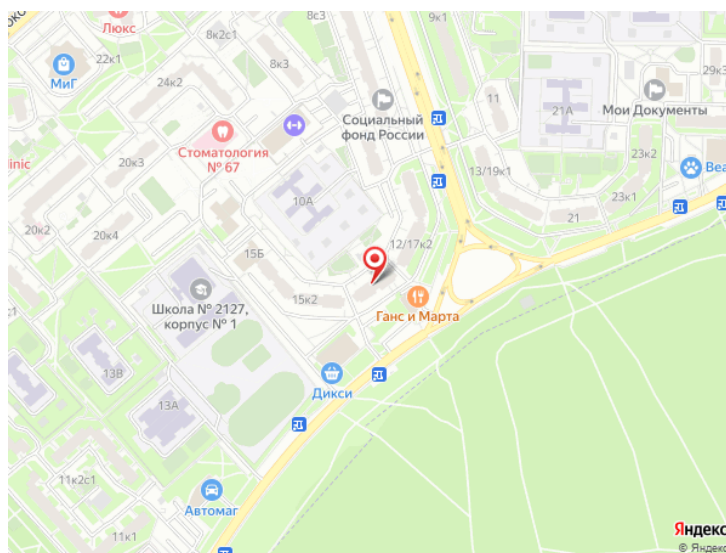 Люкс
8к2с1
8с3
9к1
22к1
МиГ
24к2
8к3
11
29к3
Социальный
фонд России
21А
Мои Документы
Стоматология
№ 67
20к3
23к2
13/19к1
Веа
23к1
10А
20к2
20к4
21
12/17к2
15Б
15к2
Школа № 2127,
корпус № 1
Ганс и Марта
13В
Дикси
13А
11к2с1
Автомаг
11к1
Яндекс
© Яндекс